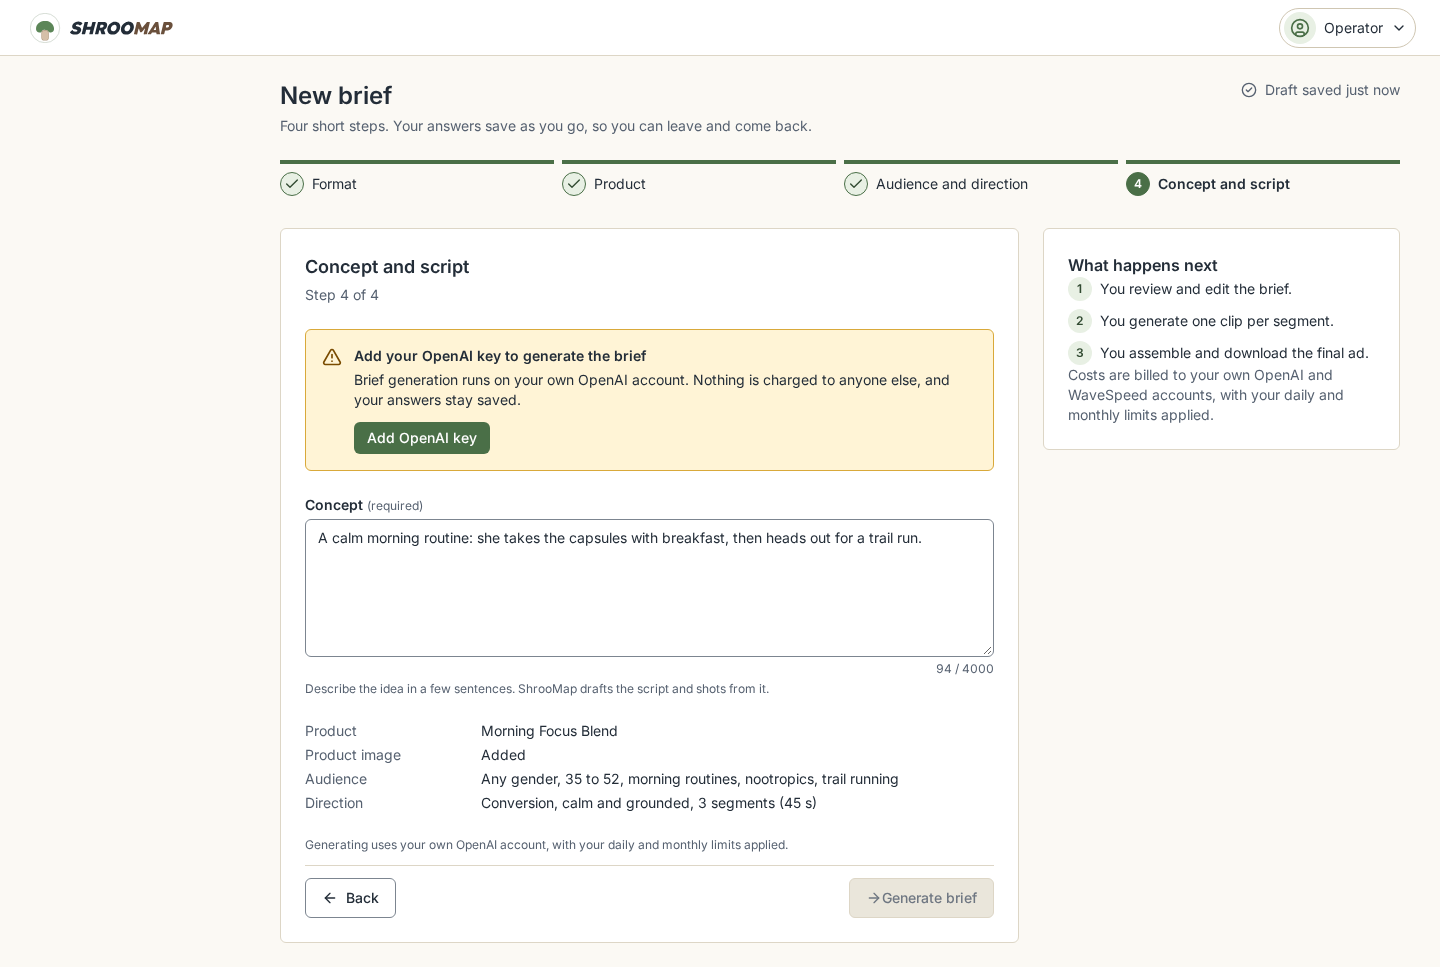 SHROOMAP
Operator
New brief
Draft saved just now
Four short steps. Your answers save as you go, so you can leave and come back.
Format
Product
Audience and direction
4 Concept and script
Concept and script
Step 4 of 4
Add your OpenAI key to generate the brief
Brief generation runs on your own OpenAI account. Nothing is charged to anyone else, and
your answers stay saved.
Add OpenAI key
Concept (required)
A calm morning routine: she takes the capsules with breakfast, then heads out for a trail run.
94 / 4000
Describe the idea in a few sentences. ShrooMap drafts the script and shots from it.
Product Morning Focus Blend
Product image Added
Audience Any gender, 35 to 52, morning routines, nootropics, trail running
Direction Conversion, calm and grounded, 3 segments (45 s)
Generating uses your own OpenAI account, with your daily and monthly limits applied.
Back
Generate brief
What happens next
1 You review and edit the brief.
2 You generate one clip per segment.
3 You assemble and download the final ad.
Costs are billed to your own OpenAI and
WaveSpeed accounts, with your daily and
monthly limits applied.